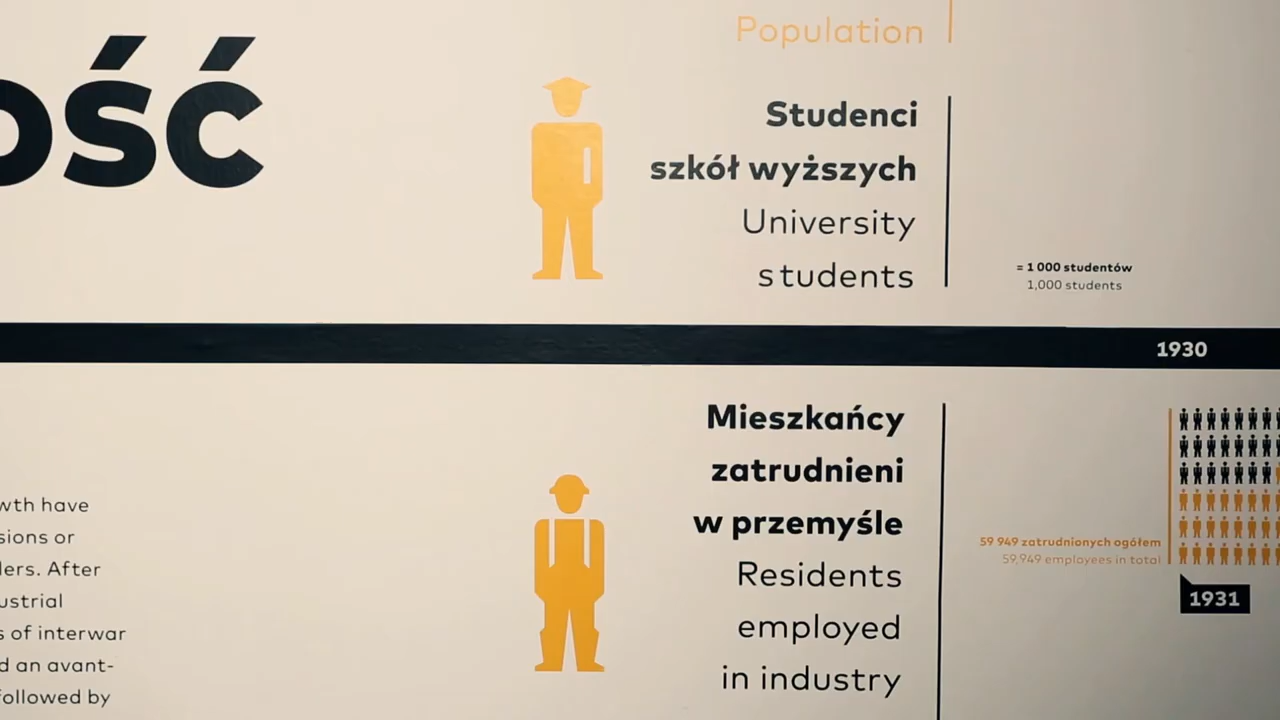 ość
Population
Studenci
szkół wyższych
University
students
= 1 000 studentów
1,000 students
1930
Mieszkańcy
zatrudnieni
w przemyśle
Residents
employed
in industry
59 949 zatrudnionych ogółem
59,949 employees in total
1931
wth have
sions or
lers. After
ustrial
s of interwar
d an avant-
followed by